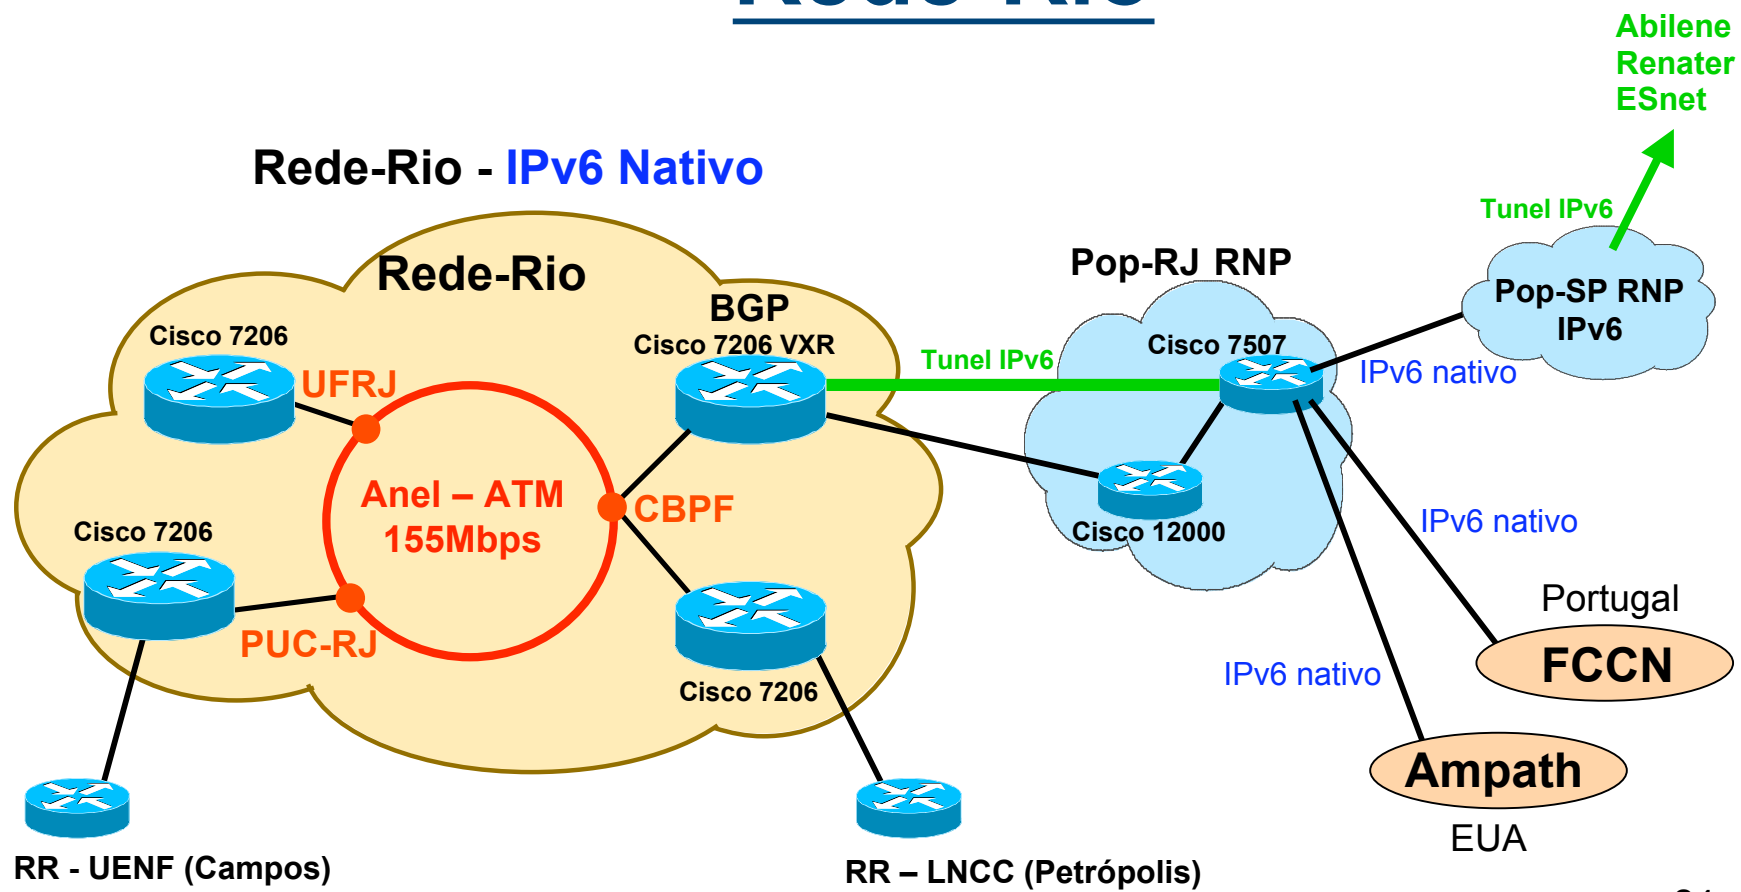 Rede-Rio
Abilene
Renater
ESnet
Rede-Rio - IPv6 Nativo
Tunel IPv6
Pop-RJ RNP
Rede-Rio
Pop-SP RNP
IPv6
BGP
Cisco 7206
Cisco 7206 VXR
Tunel IPv6
Cisco 7507
IPv6 nativo
UFRJ
Anel – ATM
155Mbps
CBPF
Cisco 7206
Cisco 12000
IPv6 nativo
Portugal
FCCN
PUC-RJ
IPv6 nativo
Cisco 7206
Ampath
EUA
RR - UENF (Campos)
RR – LNCC (Petrópolis)